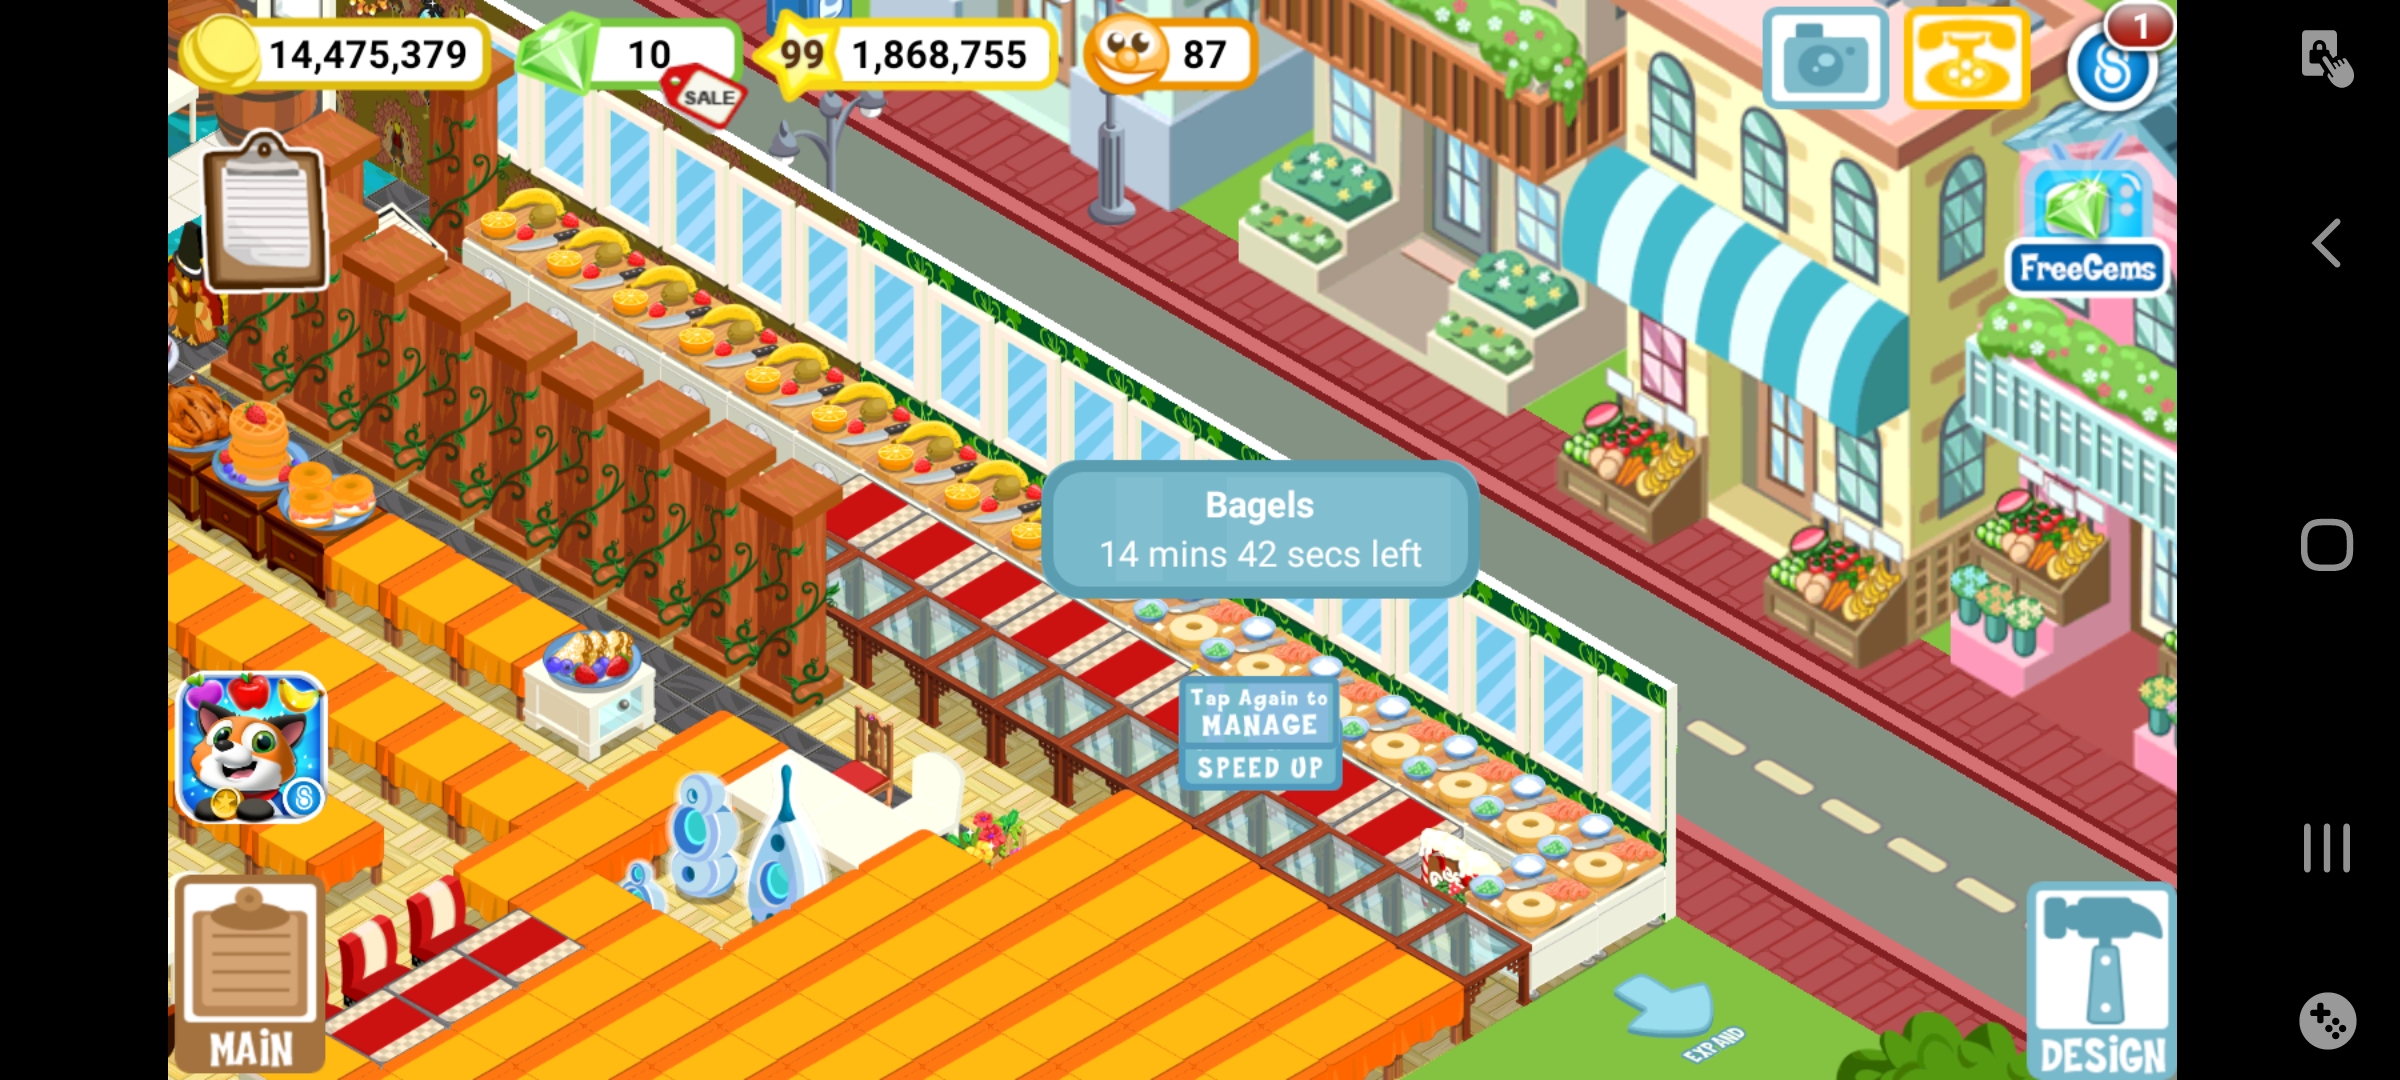 14,475,379
10
SALE
99
1,868,755
87
1
FreeGems
Bagels
14 mins 42 secs left
Tap Again to
MANAGE
SPEED UP
MAiN
EXPAND
DESiGN